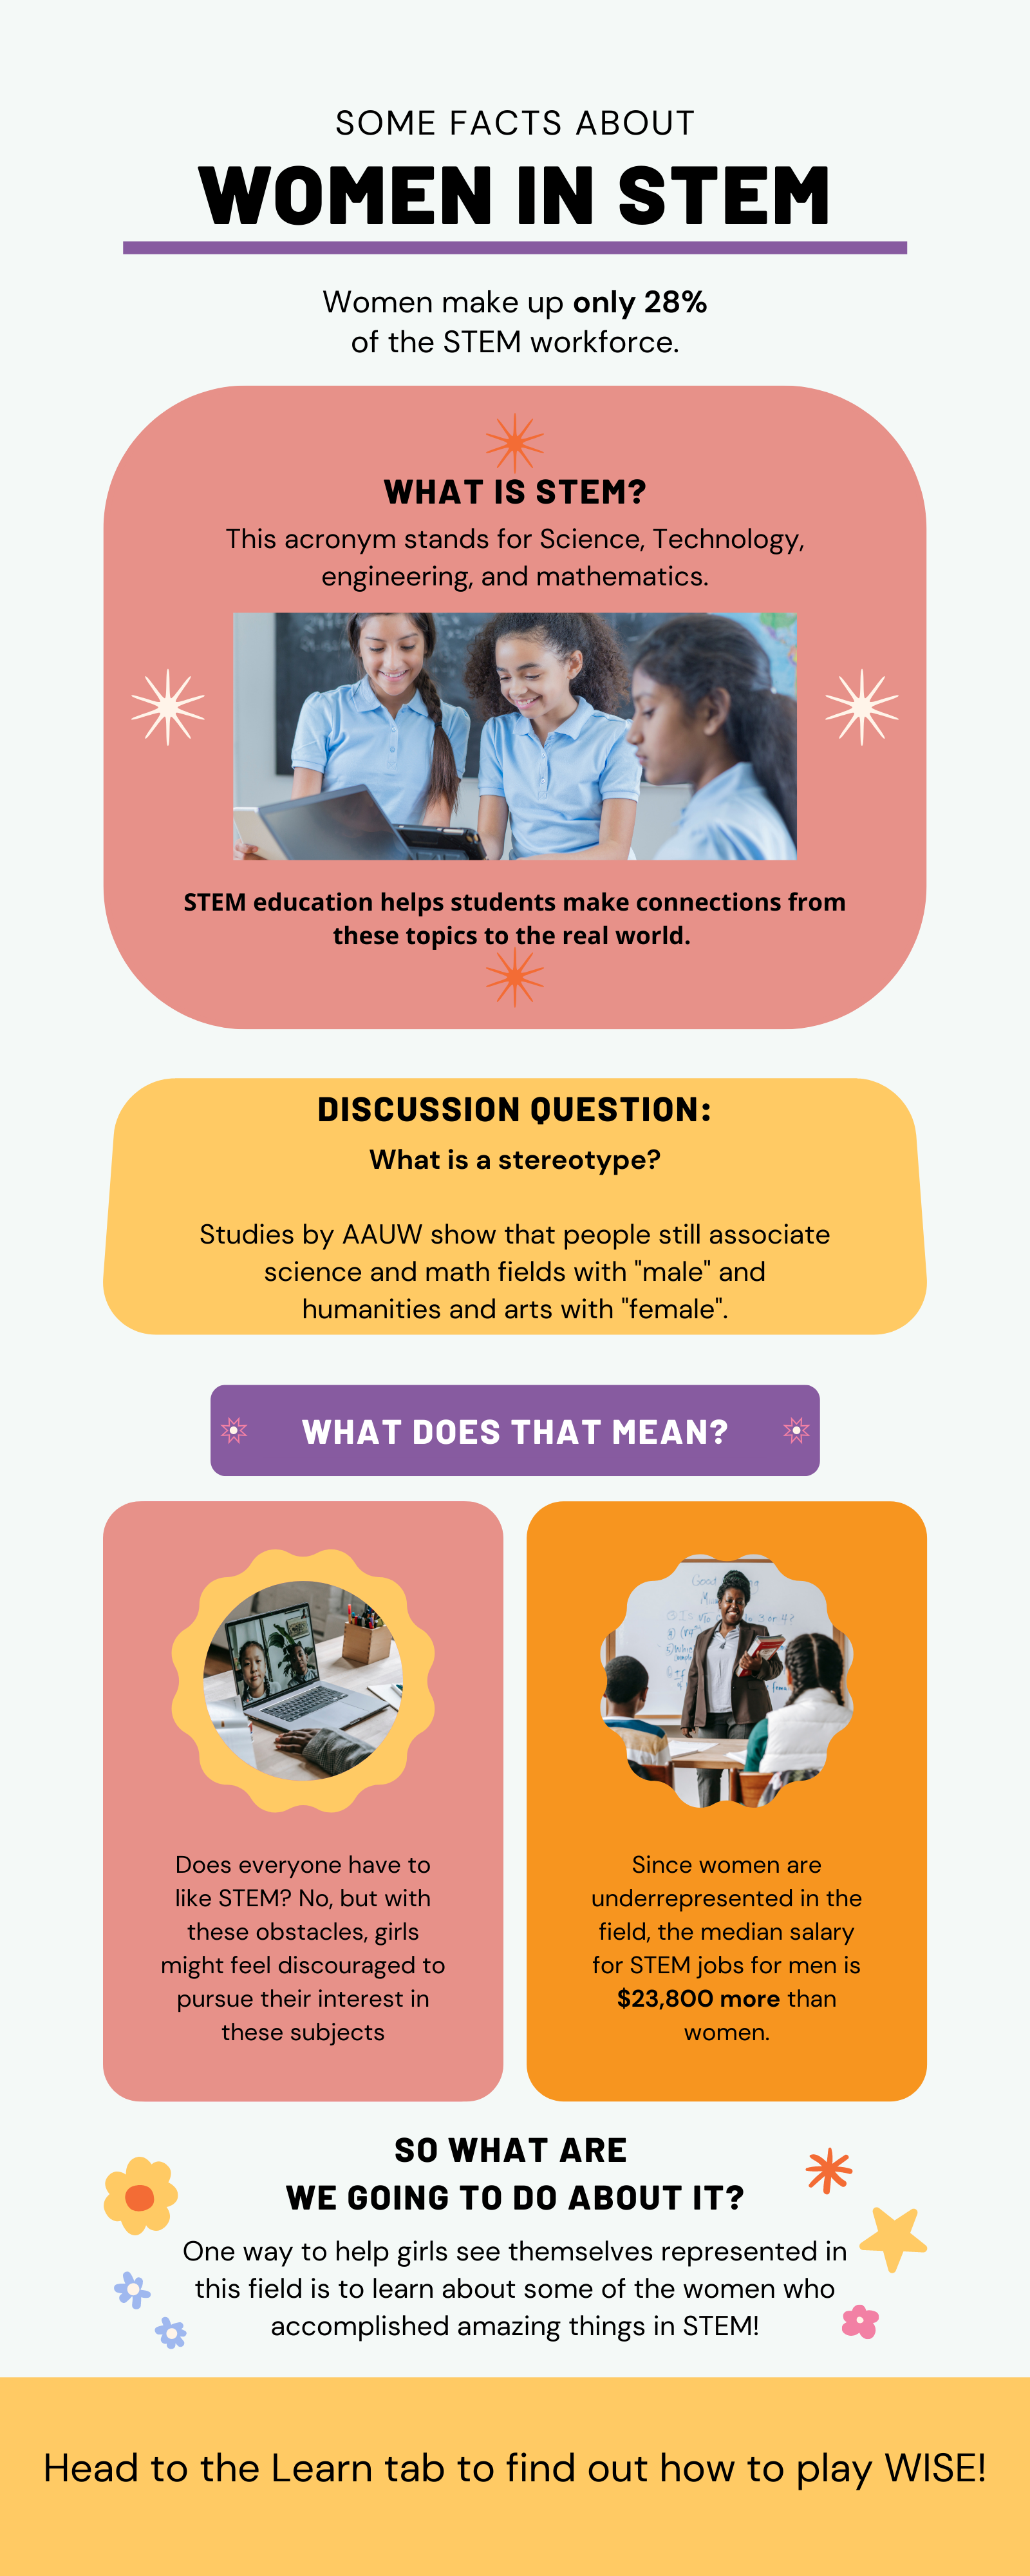 SOME FACTS ABOUT
WOMEN IN STEM
Women make up only 28%
of the STEM workforce.
WHAT IS STEM?
This acronym stands for Science, Technology,
engineering, and mathematics.
STEM education helps students make connections from
these topics to the real world.
DISCUSSION QUESTION:
What is a stereotype?
Studies by AAUW show that people still associate
science and math fields with "male" and
humanities and arts with "female".
WHAT DOES THAT MEAN?
Good
Does everyone have to
like STEM? No, but with
these obstacles, girls
might feel discouraged to
pursue their interest in
these subjects
Since women are
underrepresented in the
field, the median salary
for STEM jobs for men is
$23,800 more than
women.
SO WHAT ARE
WE GOING TO DO ABOUT IT?
One way to help girls see themselves represented in
this field is to learn about some of the women who
accomplished amazing things in STEM!
Head to the Learn tab to find out how to play WISE!